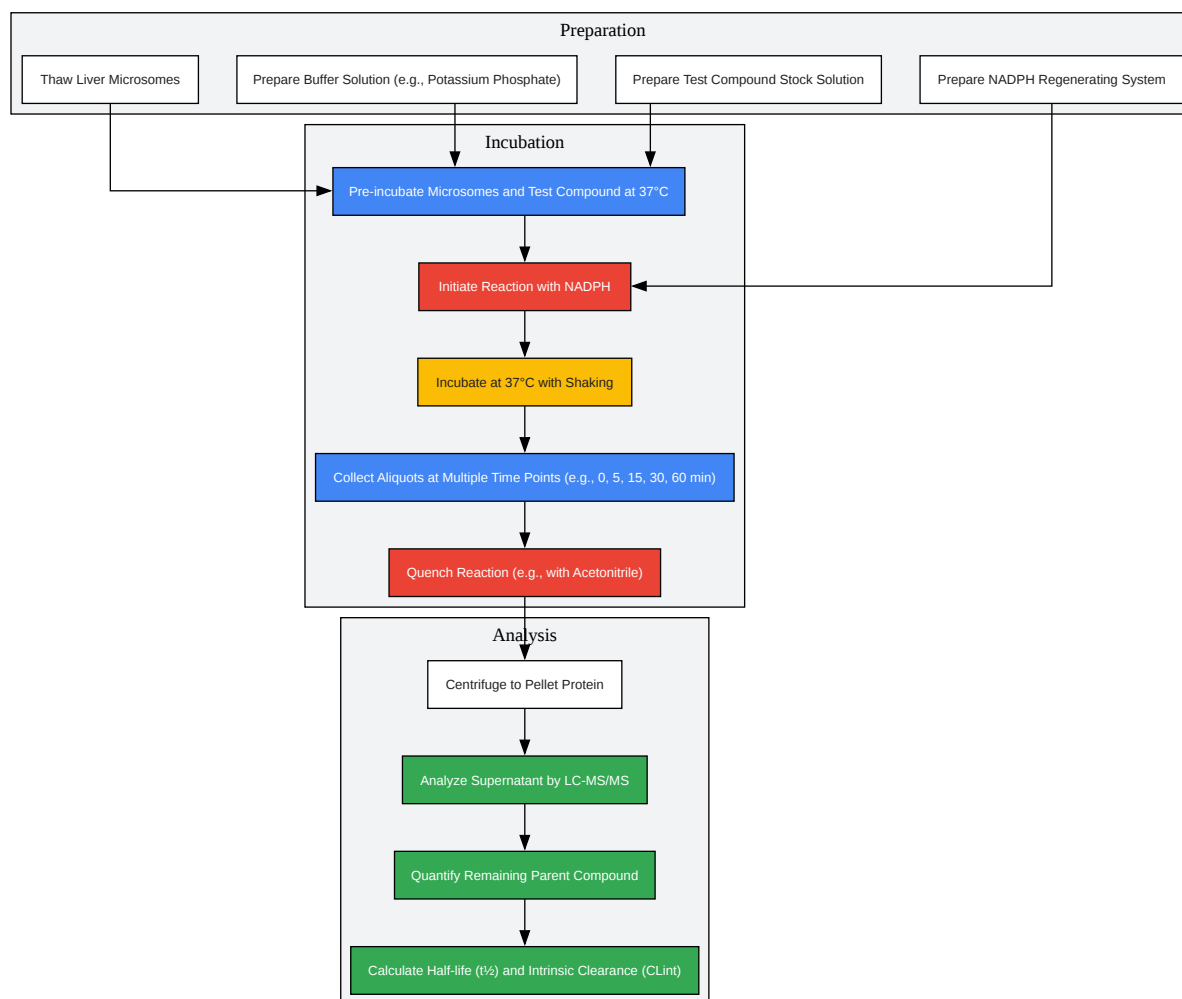 Preparation
Thaw Liver Microsomes
Prepare Buffer Solution (e.g., Potassium Phosphate)
Prepare Test Compound Stock Solution
Prepare NADPH Regenerating System
Incubation
Pre-incubate Microsomes and Test Compound at 37°C
Initiate Reaction with NADPH
Incubate at 37°C with Shaking
Collect Aliquots at Multiple Time Points (e.g., 0, 5, 15, 30, 60 min)
Quench Reaction (e.g., with Acetonitrile)
Analysis
Centrifuge to Pellet Protein
Analyze Supernatant by LC-MS/MS
Quantify Remaining Parent Compound
Calculate Half-life (t½) and Intrinsic Clearance (CLint)